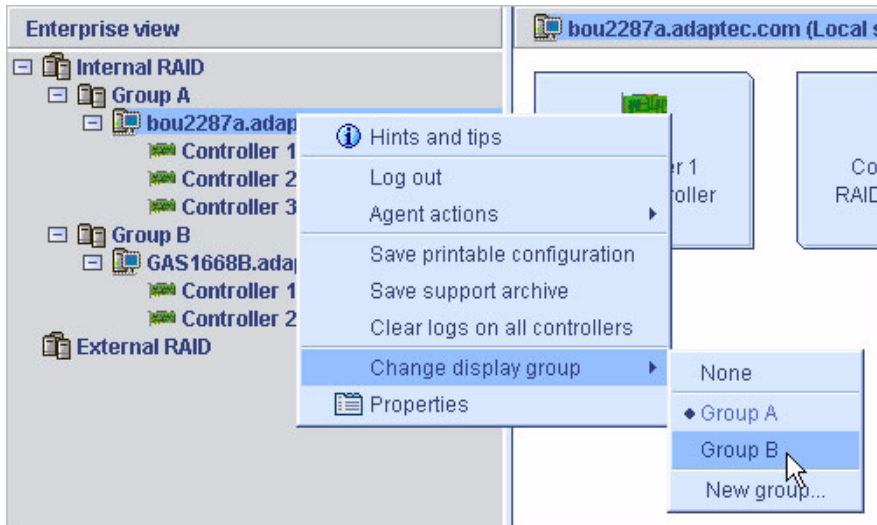 Enterprise view
bou2287a.adaptec.com (Local
Internal RAID
Group A
bou2287a.adap
Controller 1
Controller 2
Controller 3
Group B
GAS1668B.ada
Controller 1
Controller 2
External RAID
Hints and tips
Log out
Agent actions
Save printable configuration
Save support archive
Clear logs on all controllers
Change display group
Properties
None
Group A
Group B
New group...
r 1
oller
Co
RAID